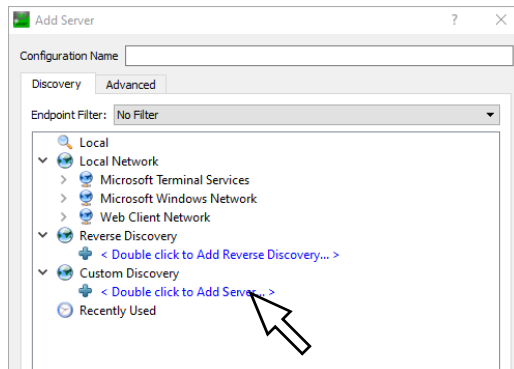 Add Server
Configuration Name
Discovery Advanced
Endpoint Filter: No Filter
Local
Local Network
Microsoft Terminal Services
Microsoft Windows Network
Web Client Network
Reverse Discovery
< Double click to Add Reverse Discovery... >
Custom Discovery
< Double click to Add Server... >
Recently Used